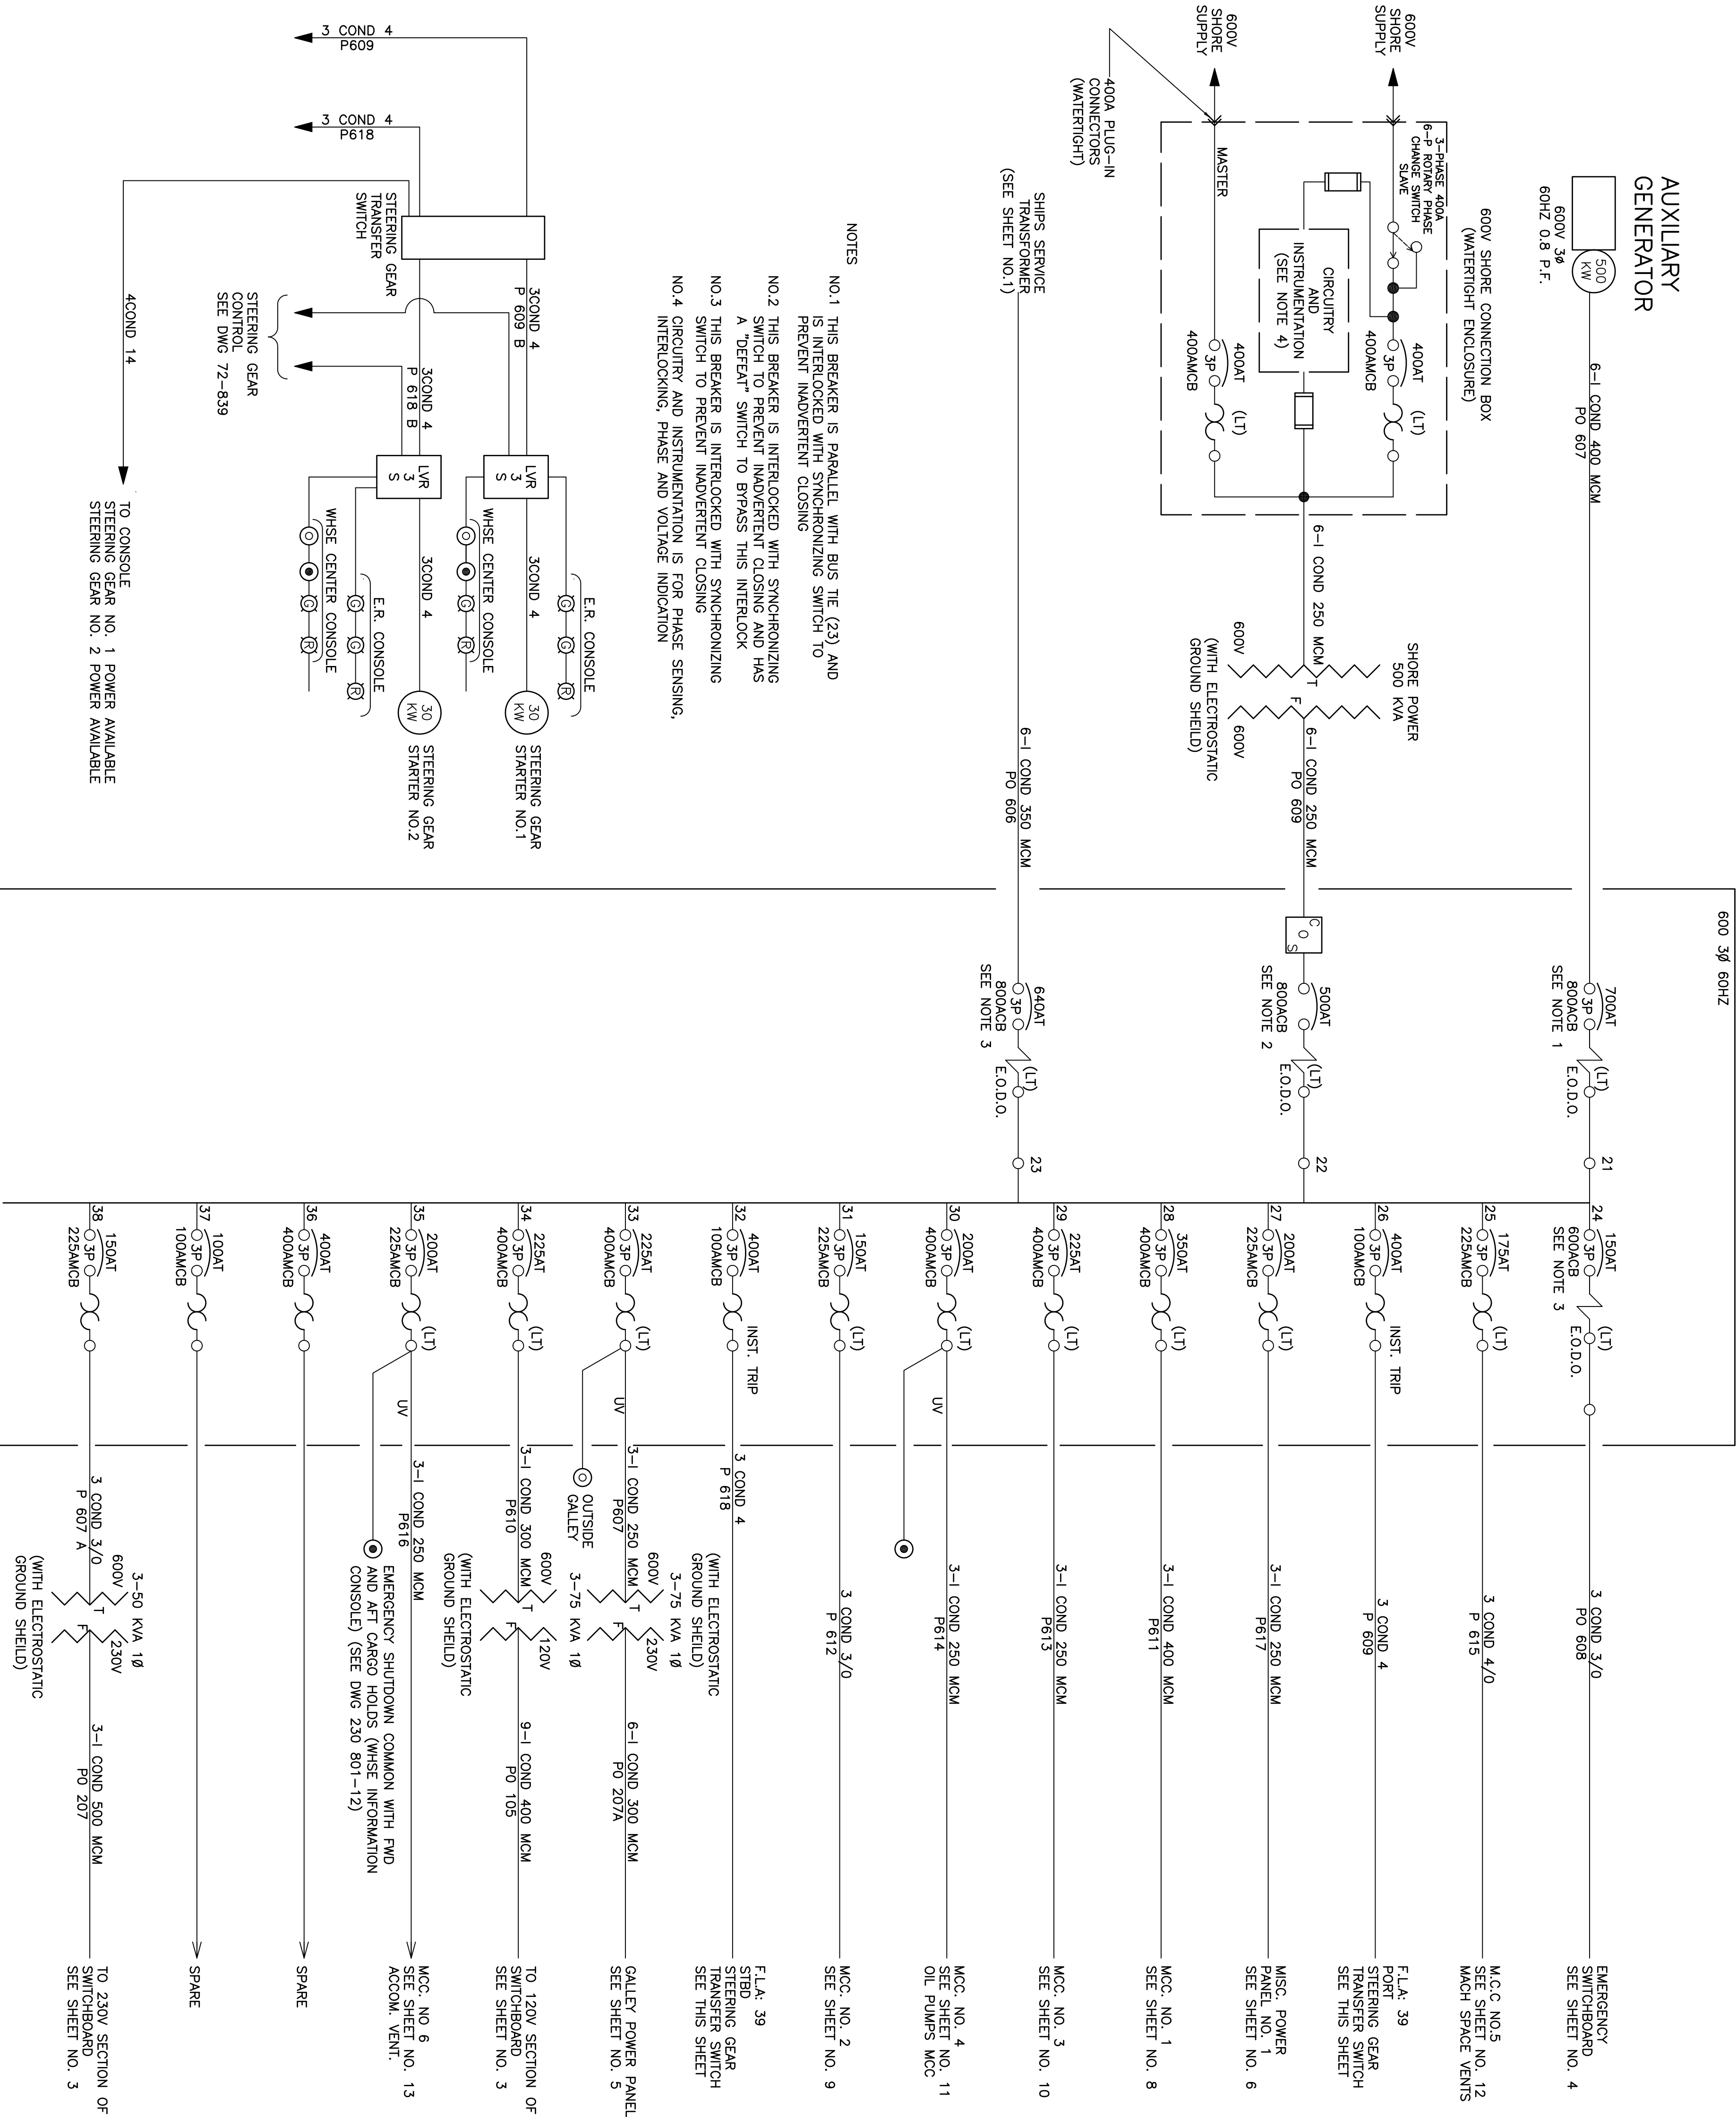 600 3Ø 60HZ
AUXILIARY
GENERATOR
500
KW
600V 3Ø
60HZ 0.8 P.F.
6-I COND 400 MCM
PO 607
700AT
3P
800ACB
SEE NOTE 1
(LT)
E.O.D.O.
21
600V SHORE CONNECTION BOX
(WATERTIGHT ENCLOSURE)
600V
SHORE
SUPPLY
3-PHASE 400A
6-P ROTARY PHASE
CHANGE SWITCH
SLAVE
400AT
3P
400AMCB
(LT)
CIRCUITRY
AND
INSTRUMENTATION
(SEE NOTE 4)
600V
SHORE
SUPPLY
MASTER
400AT
3P
400AMCB
(LT)
400A PLUG-IN
CONNECTORS
(WATERTIGHT)
6-I COND 250 MCM
SHORE POWER
500 KVA
600V
T
F
600V
(WITH ELECTROSTATIC
GROUND SHEILD)
6-I COND 250 MCM
PO 609
C
O
S
500AT
800ACB
SEE NOTE 2
(LT)
E.O.D.O.
22
SHIPS SERVICE
TRANSFORMER
(SEE SHEET NO.1)
6-I COND 350 MCM
PO 606
640AT
3P
800ACB
SEE NOTE 3
(LT)
E.O.D.O.
23
NOTES
NO.1 THIS BREAKER IS PARALLEL WITH BUS TIE (23) AND
IS INTERLOCKED WITH SYNCHRONIZING SWITCH TO
PREVENT INADVERTENT CLOSING
NO.2 THIS BREAKER IS INTERLOCKED WITH SYNCHRONIZING
SWITCH TO PREVENT INADVERTENT CLOSING AND HAS
A "DEFEAT" SWITCH TO BYPASS THIS INTERLOCK
NO.3 THIS BREAKER IS INTERLOCKED WITH SYNCHRONIZING
SWITCH TO PREVENT INADVERTENT CLOSING
NO.4 CIRCUITRY AND INSTRUMENTATION IS FOR PHASE SENSING,
INTERLOCKING, PHASE AND VOLTAGE INDICATION
3 COND 4
P609
3 COND 4
P618
STEERING GEAR
TRANSFER
SWITCH
3COND 4
P 609 B
3COND 4
P 618 B
STEERING GEAR
CONTROL
SEE DWG 72-839
4COND 14
TO CONSOLE
STEERING GEAR NO. 1 POWER AVAILABLE
STEERING GEAR NO. 2 POWER AVAILABLE
E.R. CONSOLE
G
G
R
LVR
3
S
3COND 4
30
KW
STEERING GEAR
STARTER NO.1
WHSE CENTER CONSOLE
G
R
E.R. CONSOLE
G
G
R
LVR
3
S
3COND 4
30
KW
STEERING GEAR
STARTER NO.2
WHSE CENTER CONSOLE
G
R
24
150AT
3P
600ACB
SEE NOTE 3
(LT)
E.O.D.O.
3 COND 3/0
PO 608
EMERGENCY
SWITCHBOARD
SEE SHEET NO. 4
25
175AT
3P
225AMCB
(LT)
3 COND 4/0
P 615
M.C.C NO.5
SEE SHEET NO. 12
MACH SPACE VENTS
26
400AT
3P
100AMCB
INST. TRIP
3 COND 4
P 609
F.L.A: 39
PORT
STEERING GEAR
TRANSFER SWITCH
SEE THIS SHEET
27
200AT
3P
225AMCB
(LT)
3-I COND 250 MCM
P617
MISC. POWER
PANEL NO. 1
SEE SHEET NO. 6
28
350AT
3P
400AMCB
(LT)
3-I COND 400 MCM
P611
MCC. NO. 1
SEE SHEET NO. 8
29
225AT
3P
400AMCB
(LT)
3-I COND 250 MCM
P613
MCC. NO. 3
SEE SHEET NO. 10
30
200AT
3P
400AMCB
(LT)
UV
3-I COND 250 MCM
P614
MCC. NO. 4
SEE SHEET NO. 11
OIL PUMPS MCC
31
150AT
3P
225AMCB
(LT)
3 COND 3/0
P 612
MCC. NO. 2
SEE SHEET NO. 9
32
400AT
3P
100AMCB
INST. TRIP
3 COND 4
P 618
F.L.A: 39
STBD
STEERING GEAR
TRANSFER SWITCH
SEE THIS SHEET
33
225AT
3P
400AMCB
(LT)
UV
3-I COND 250 MCM
P607
OUTSIDE
GALLEY
(WITH ELECTROSTATIC
GROUND SHEILD)
3-75 KVA 1Ø
600V
230V
6-I COND 300 MCM
PO 207A
GALLEY POWER PANEL
SEE SHEET NO. 5
34
225AT
3P
400AMCB
(LT)
3-I COND 300 MCM
P610
3-75 KVA 1Ø
600V
T
F
120V
(WITH ELECTROSTATIC
GROUND SHEILD)
9-I COND 400 MCM
PO 105
TO 120V SECTION OF
SWITCHBOARD
SEE SHEET NO. 3
35
200AT
3P
225AMCB
(LT)
UV
3-I COND 250 MCM
P616
EMERGENCY SHUTDOWN COMMON WITH FWD
AND AFT CARGO HOLDS (WHSE INFORMATION
CONSOLE) (SEE DWG 230 801-12)
MCC. NO 6
SEE SHEET NO. 13
ACCOM. VENT.
36
400AT
3P
400AMCB
SPARE
37
100AT
3P
100AMCB
SPARE
38
150AT
3P
225AMCB
3 COND 3/0
P 607 A
3-50 KVA 1Ø
600V
T
F
230V
(WITH ELECTROSTATIC
GROUND SHEILD)
3-I COND 500 MCM
PO 207
TO 230V SECTION OF
SWITCHBOARD
SEE SHEET NO. 3